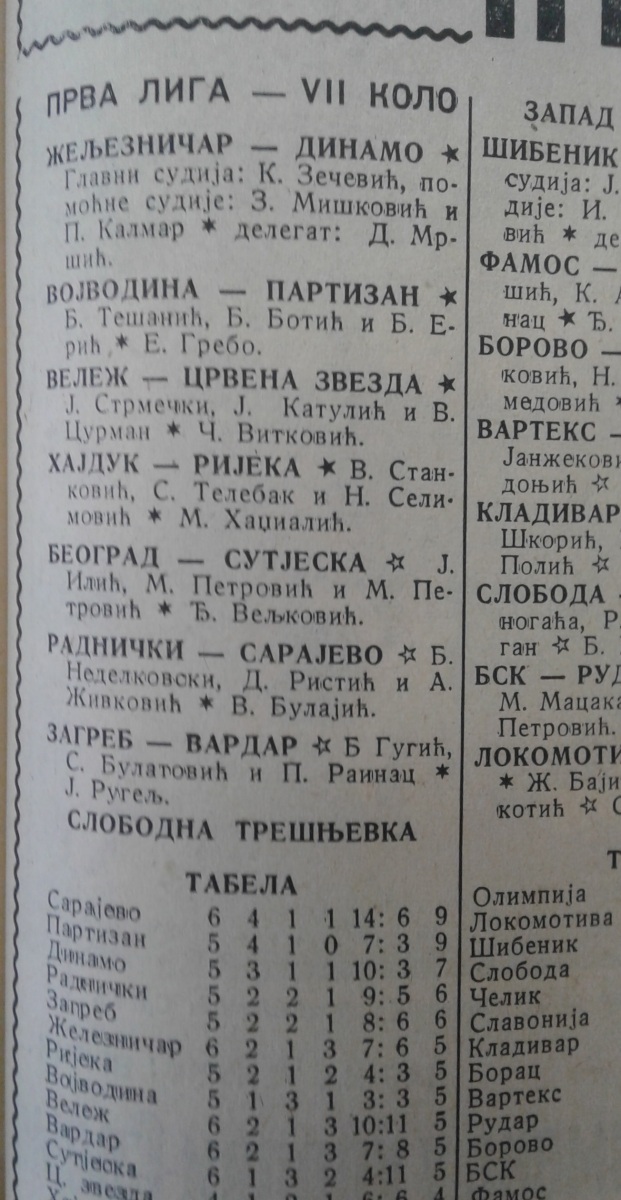 ПРВА ЛИГА — VII КОЛО
ЖЕЉЕЗНИЧАР — ДИНАМО ★
Главни судија: К. Зечевић, по-
моћне судије: З. Мишковић и
П. Калмар ★ делегат: Д. Мр-
шић.
ВОЈВОДИНА — ПАРТИЗАН ★
Б. Тешанић, Б. Ботић и Б. Е-
рић ★ Е. Гребо.
ВЕЛЕЖ — ЦРВЕНА ЗВЕЗДА ★
Ј. Стрмечки, Ј. Катулић и В.
Цурман ★ Ч. Витковић.
ХАЈДУК — РИЈЕКА ★ В. Стан-
ковић, С. Телебак и Н. Сели-
мовић ★ М. Хаџиалић.
БЕОГРАД — СУТЈЕСКА ☆ Ј.
Илић, М. Петровић и М. Пе-
тровић ★ Ђ. Вељковић.
РАДНИЧКИ — САРАЈЕВО ☆ Б.
Неделковски, Д. Ристић и А.
Живковић ★ В. Булајић.
ЗАГРЕБ — ВАРДАР ☆ Б Гугић,
С. Булатовић и П. Раинац ★
Ј. Ругељ.
СЛОБОДНА ТРЕШЊЕВКА
ТАБЕЛА
Сарајево 6 4 1 1 14: 6 9
Партизан 5 4 1 0 7: 3 9
Динамо 5 3 1 1 10: 3 7
Раднички 5 2 2 1 9: 5 6
Загреб 5 2 2 1 8: 6 6
Железничар 6 2 1 3 7: 6 5
Ријека 5 2 1 2 4: 3 5
Војводина 5 1 3 1 3: 3 5
Вележ 6 2 1 3 10:11 5
Вардар 6 2 1 3 7: 8 5
Сутјеска 6 1 3 2 4:11 5
Ц. звезда
ЗАПАД
ШИБЕНИК
судија: Ј.
дије: И.
вић ★ де
ФАМОС —
шић, К.
нац ★ Ђ.
БОРОВО —
ковић, Н.
медовић
ВАРТЕКС —
Јанжекови
доњић ☆
КЛАДИВАР
Шкорић,
Полић ☆
СЛОБОДА
ногаћа, Р.
ган ☆ Б.
БСК — РУД
М. Мацака
Петровић.
ЛОКОМОТИ
★ Ж. Баји
котић ☆
Т
Олимпија
Локомотива
Шибеник
Слобода
Челик
Славонија
Кладивар
Борац
Вартекс
Рудар
Борово
БСК
Фамос